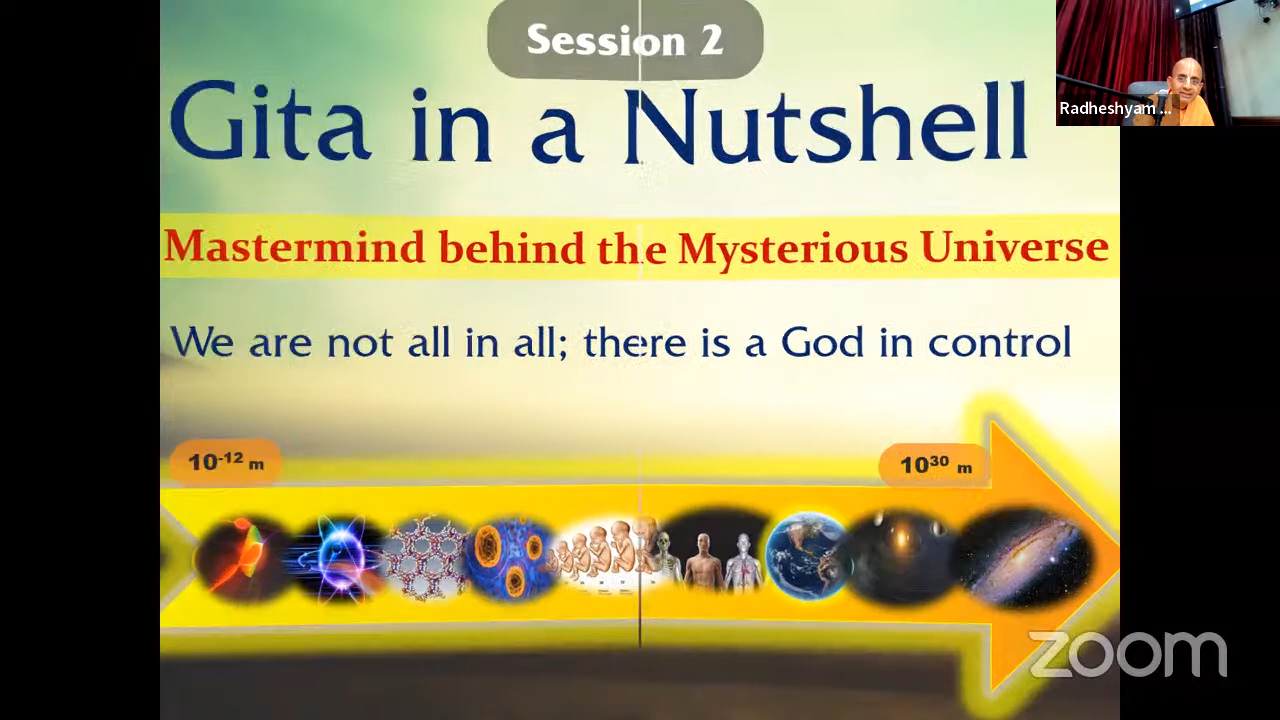 Session 2
Radheshyam ...
Gita in a Nutshell
Mastermind behind the Mysterious Universe
We are not all in all; there is a God in control
10-12 m
1030 m
zoom